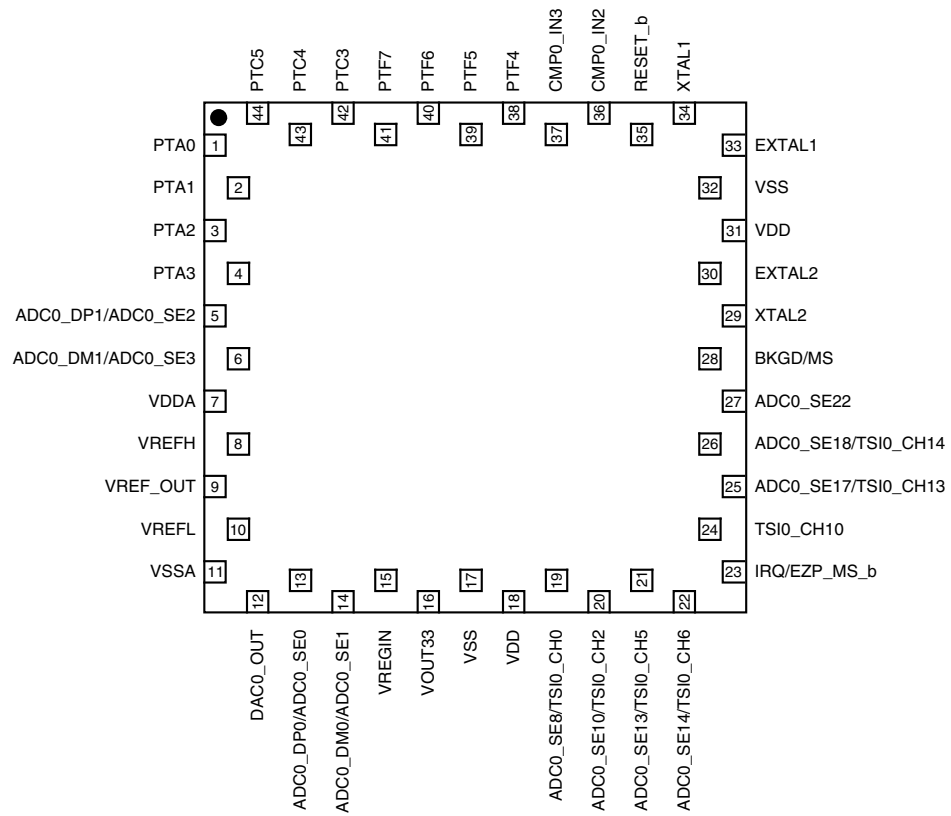 PTC5
PTC4
PTC3
PTF7
PTF6
PTF5
PTF4
CMP0_IN3
CMP0_IN2
RESET_b
XTAL1
44
43
42
41
40
39
38
37
36
35
34
PTA0 1
PTA1 2
PTA2 3
PTA3 4
ADC0_DP1/ADC0_SE2 5
ADC0_DM1/ADC0_SE3 6
VDDA 7
VREFH 8
VREF_OUT 9
VREFL 10
VSSA 11
33 EXTAL1
32 VSS
31 VDD
30 EXTAL2
29 XTAL2
28 BKGD/MS
27 ADC0_SE22
26 ADC0_SE18/TSI0_CH14
25 ADC0_SE17/TSI0_CH13
24 TSI0_CH10
23 IRQ/EZP_MS_b
12
13
14
15
16
17
18
19
20
21
22
DAC0_OUT
ADC0_DP0/ADC0_SE0
ADC0_DM0/ADC0_SE1
VREGIN
VOUT33
VSS
VDD
ADC0_SE8/TSI0_CH0
ADC0_SE10/TSI0_CH2
ADC0_SE13/TSI0_CH5
ADC0_SE14/TSI0_CH6